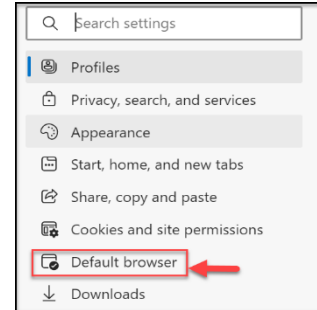 Search settings
Profiles
Privacy, search, and services
Appearance
Start, home, and new tabs
Share, copy and paste
Cookies and site permissions
Default browser
Downloads